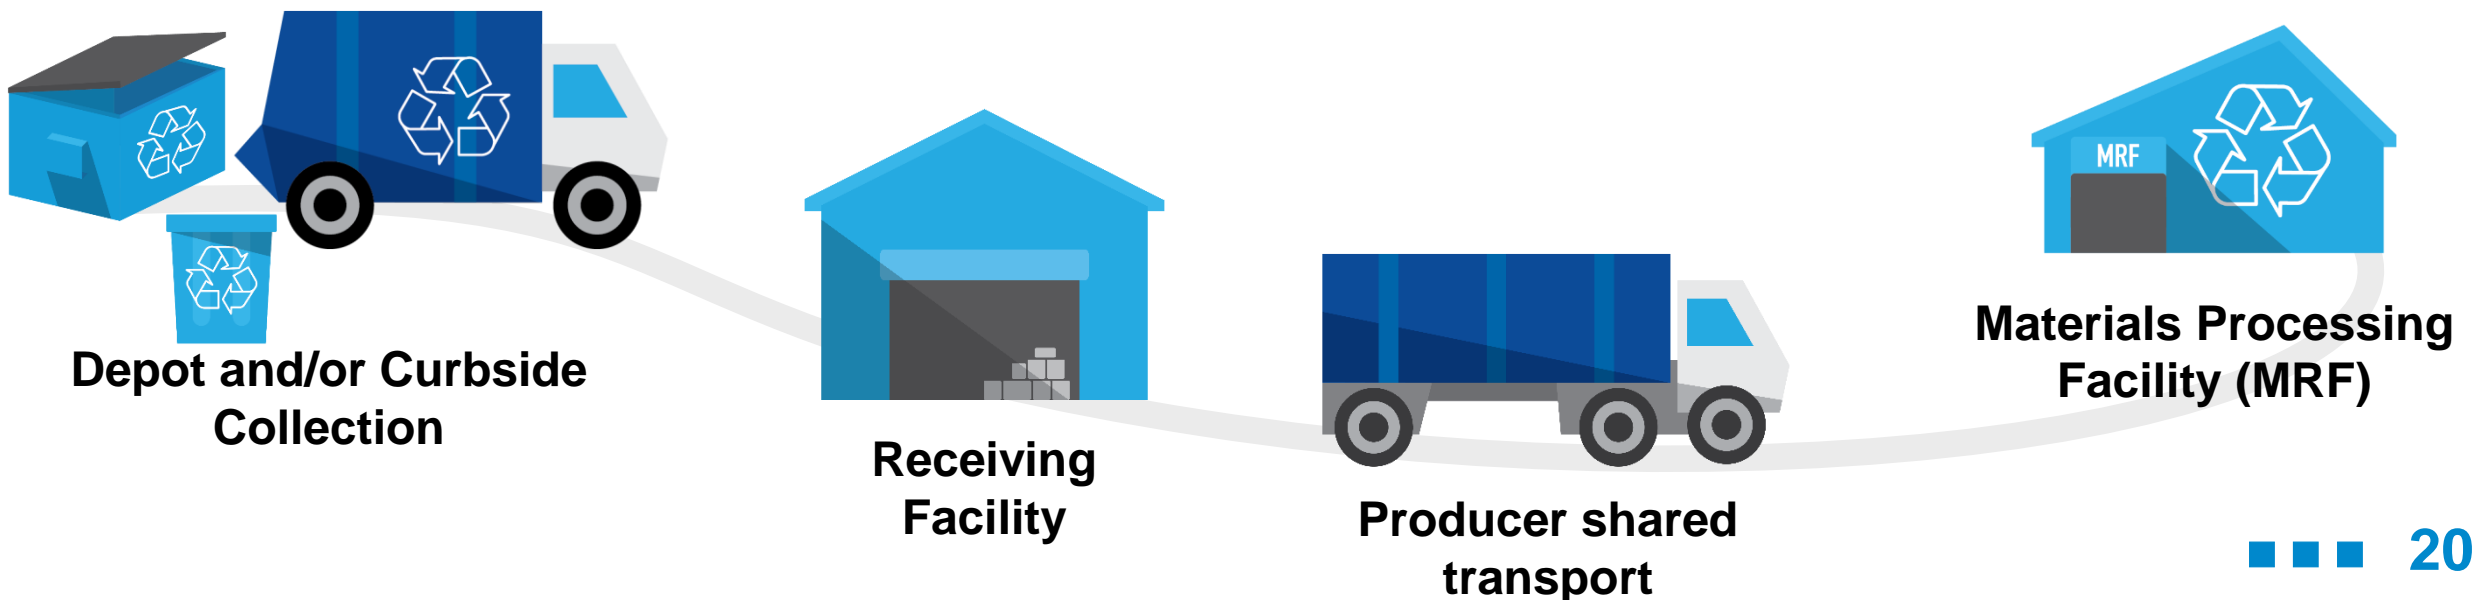 Depot and/or Curbside
Collection
Receiving
Facility
Producer shared
transport
MRF
Materials Processing
Facility (MRF)
20